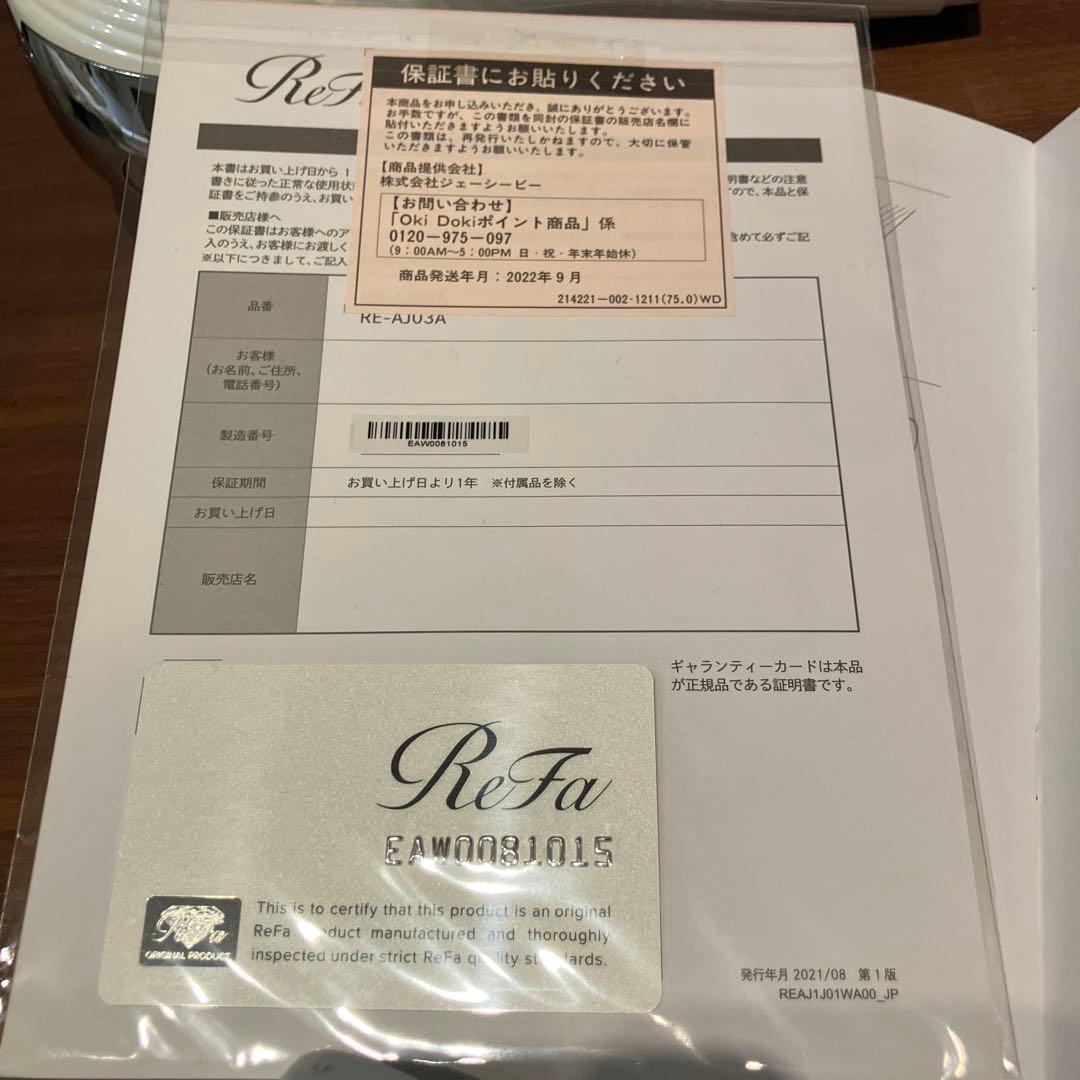 ReF
保証書にお貼りください
本商品をお申し込みいただき、誠にありがとうございます。
お手数ですが、この書類を同封の保証書の販売店名欄に
貼付いただきますようお願いいたします。
この書類は、再発行いたしかねますので、大切に保管
いただきますようお願いいたします。
【商品提供会社】
株式会社ジェーシービー
【お問い合わせ】
「Oki Dokiポイント商品」係
0120-975-097
(9:00AM〜5:00PM 日・祝・年末年始休)
商品発送年月:2022年9月
214221-002・1211(75.0)WD
本書はお買い上げ日から 1
明書などの注意
書きに従った正常な使用状
ので、本品と保
証書をご持参のうえ、お買い
■販売店様へ
この保証書はお客様へのア
含めて必ずご記
入のうえ、お客様にお渡しく
※以下につきまして、ご記入
品番
RE-AJ03A
お客様
(お名前、ご住所、
電話番号)
製造番号
EAW0081015
保証期間
お買い上げ日より1年 ※付属品を除く
お買い上げ日
販売店名
ギャランティーカードは本品
が正規品である証明書です。
ReFa
EAW0081015
ReFa
ORIGINAL PRODUCT
This is to certify that this product is an original
ReFa product manufactured and thoroughly
inspected under strict ReFa quality standards.
発行年月 2021/08 第1版
REAJ1J01WA00_JP